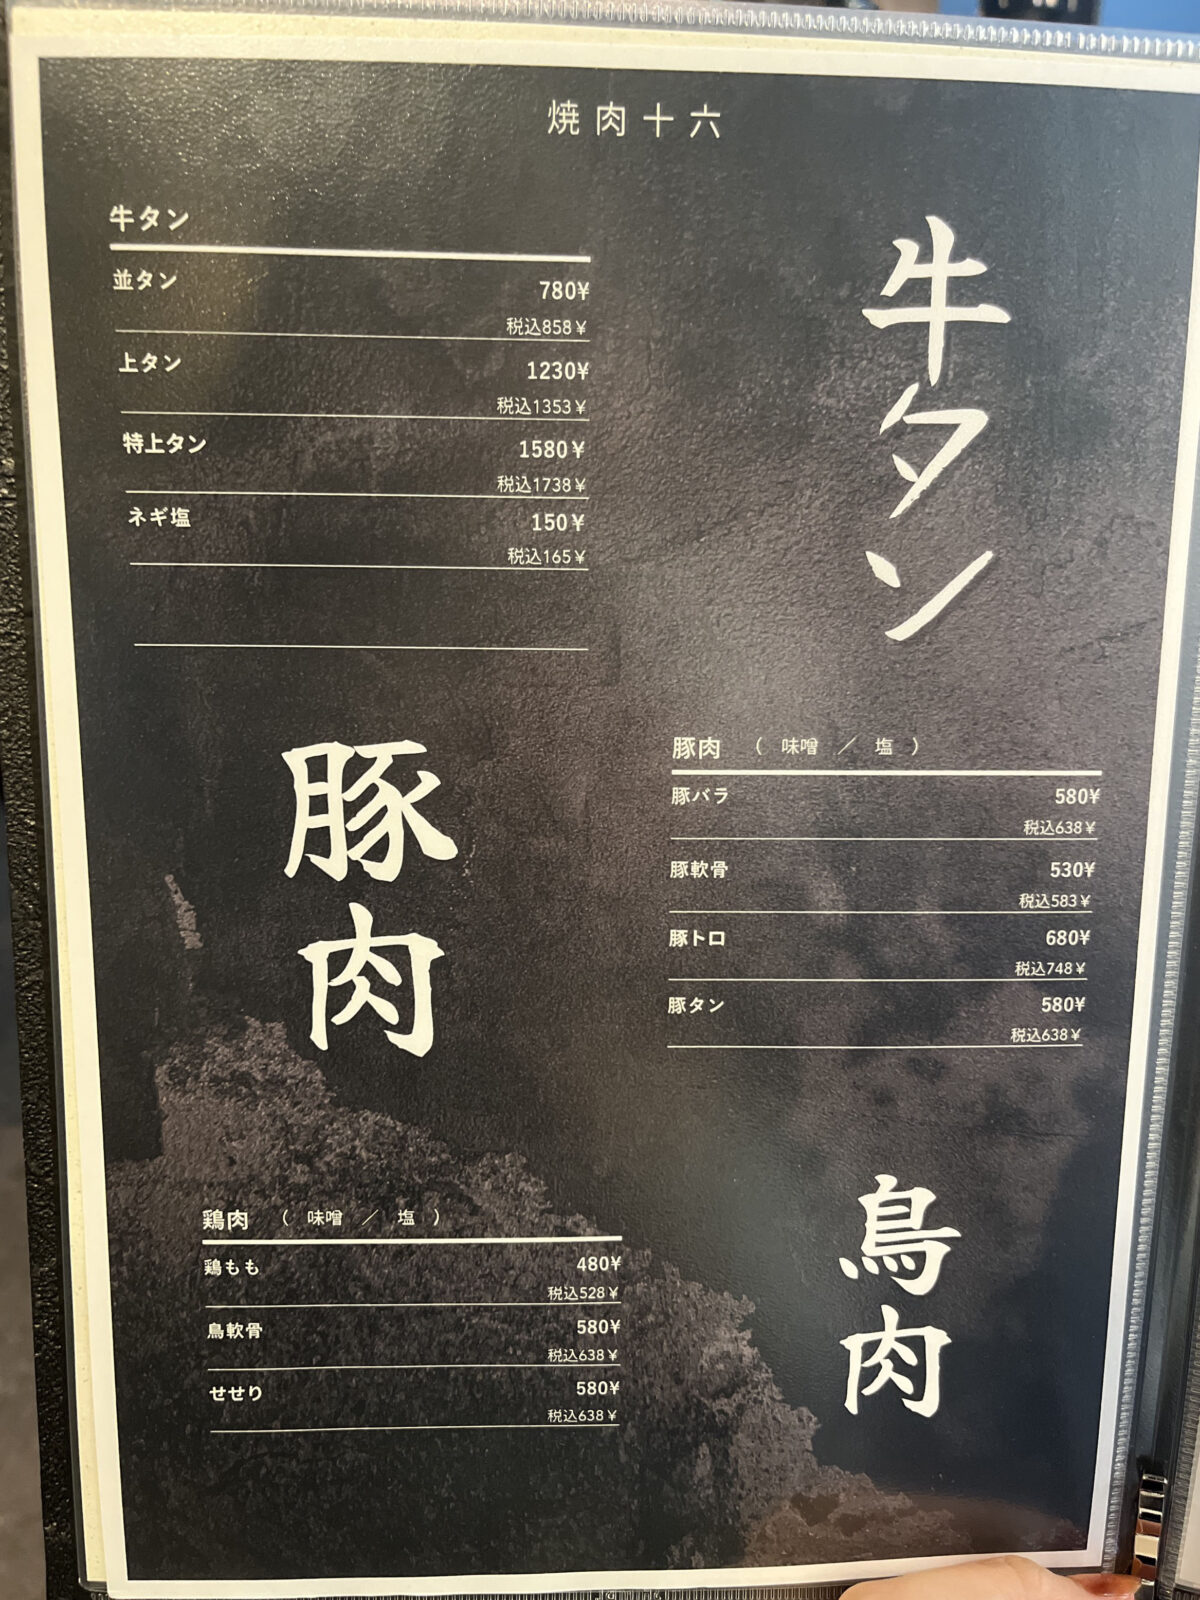 焼肉十六
牛タン
並タン 780¥
税込858¥
上タン 1230¥
税込1353¥
特上タン 1580¥
税込1738¥
ネギ塩 150¥
税込165¥
牛タン
豚肉
豚肉 （ 味噌 ／ 塩 ）
豚バラ 580¥
税込638¥
豚軟骨 530¥
税込583¥
豚トロ 680¥
税込748¥
豚タン 580¥
税込638¥
鶏肉 （ 味噌 ／ 塩 ）
鶏もも 480¥
税込528¥
鳥軟骨 580¥
税込638¥
せせり 580¥
税込638¥
鳥肉